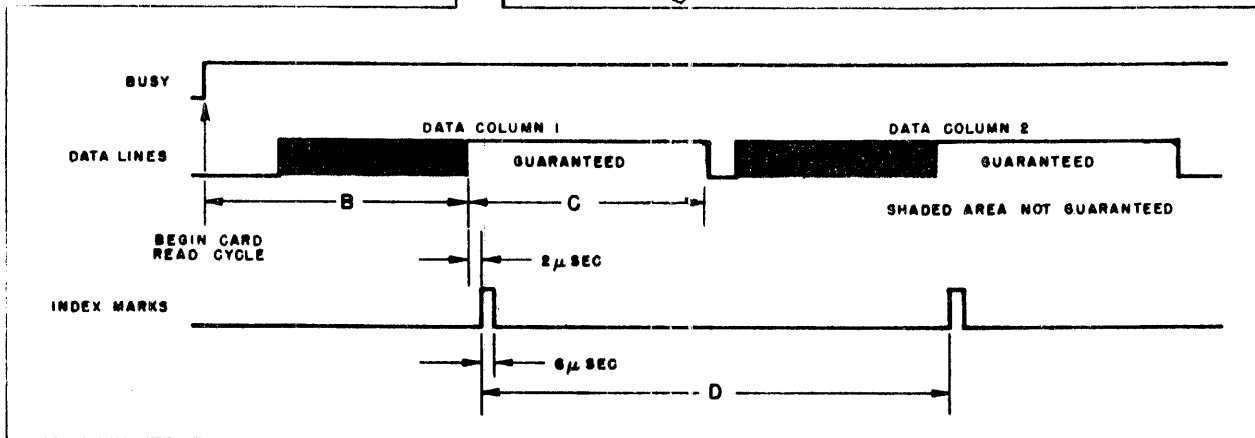 BUSY
DATA COLUMN 1
DATA COLUMN 2
DATA LINES
GUARANTEED
GUARANTEED
B
C
SHADED AREA NOT GUARANTEED
BEGIN CARD
READ CYCLE
2 μ SEC
INDEX MARKS
6 μ SEC
D